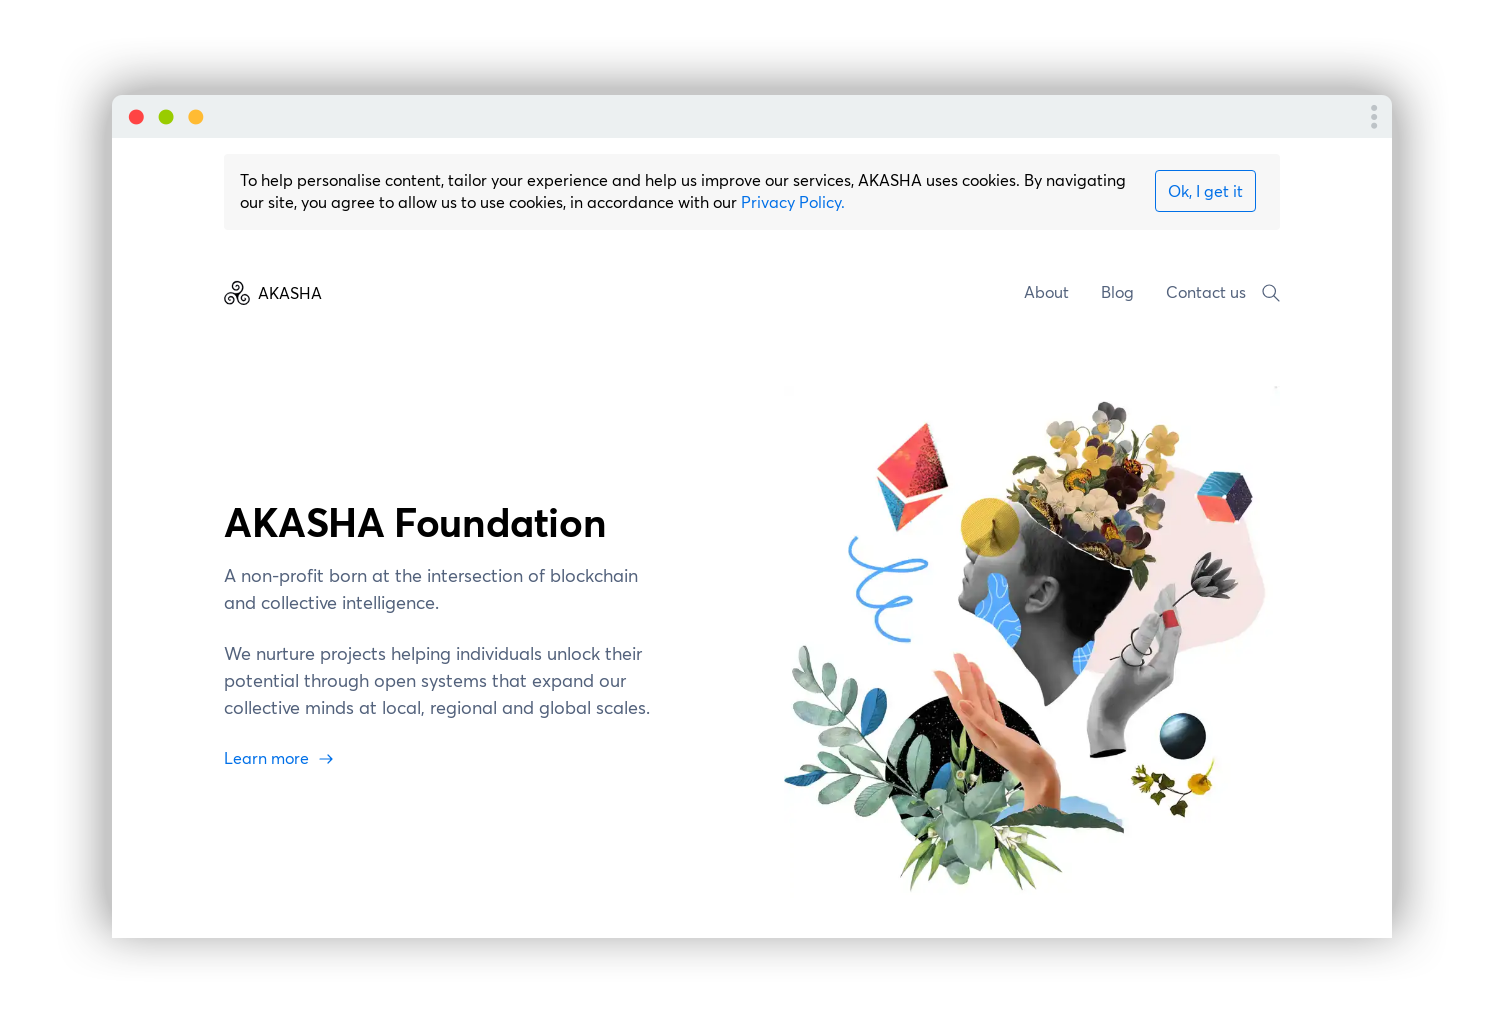 To help personalise content, tailor your experience and help us improve our services, AKASHA uses cookies. By navigating
our site, you agree to allow us to use cookies, in accordance with our Privacy Policy.
Ok, I get it
AKASHA
About
Blog
Contact us
AKASHA Foundation
A non-profit born at the intersection of blockchain
and collective intelligence.
We nurture projects helping individuals unlock their
potential through open systems that expand our
collective minds at local, regional and global scales.
Learn more